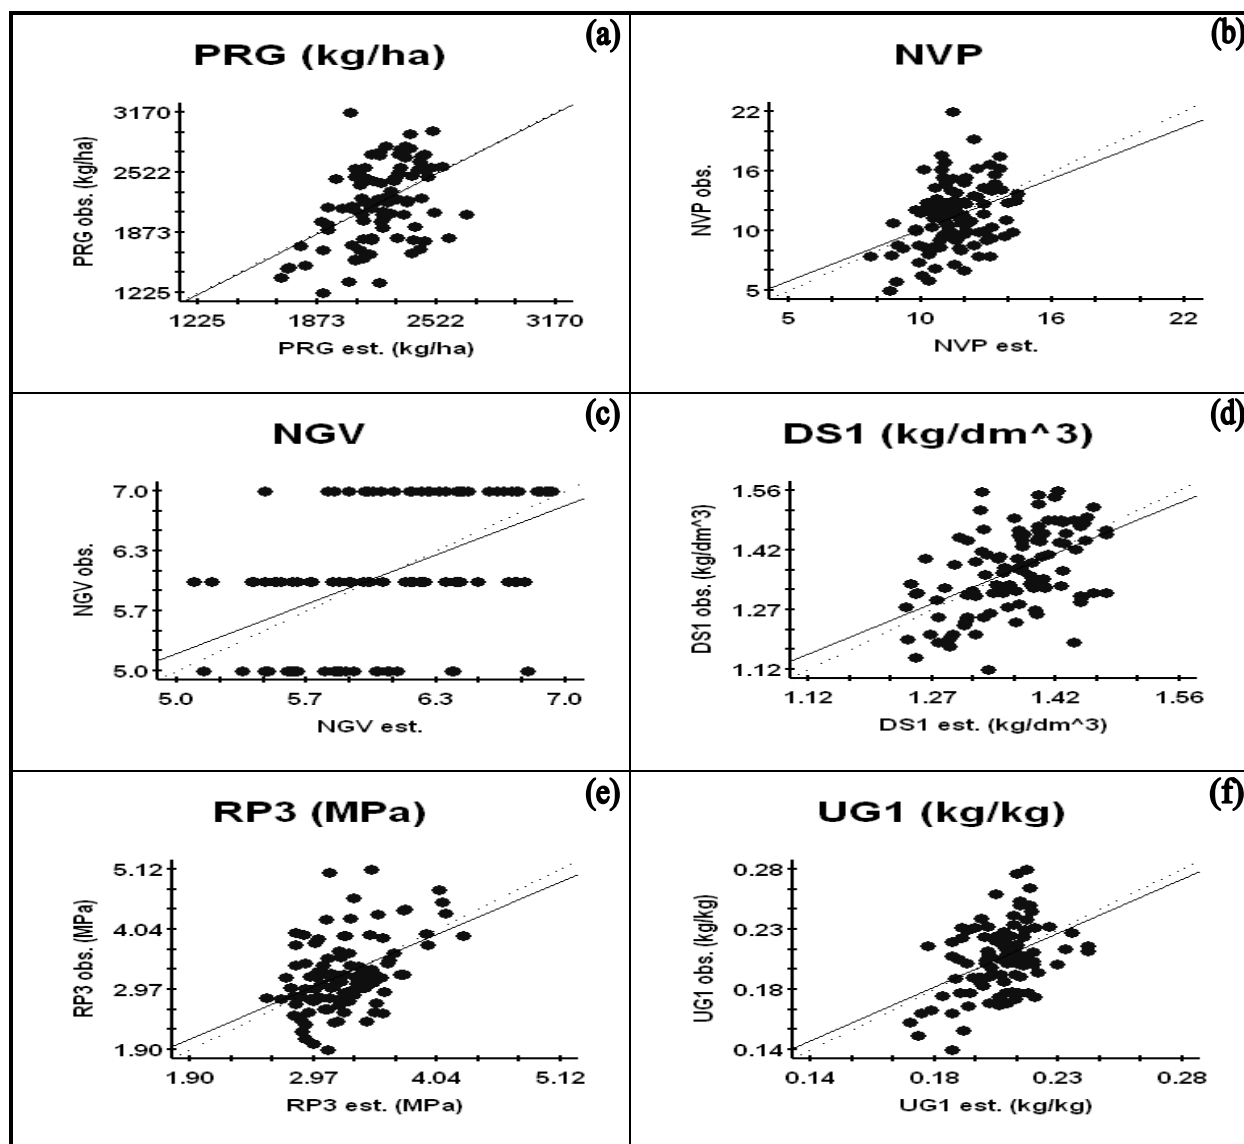 (a)
PRG (kg/ha)
PRG obs. (kg/ha)
3170
2522
1873
1225
1225 1873 2522 3170
PRG est. (kg/ha)
(b)
NVP
NVP obs.
22
16
10
5
5 10 16 22
NVP est.
(c)
NGV
NGV obs.
7.0
6.3
5.7
5.0
5.0 5.7 6.3 7.0
NGV est.
(d)
DS1 (kg/dm^3)
DS1 obs. (kg/dm^3)
1.56
1.42
1.27
1.12
1.12 1.27 1.42 1.56
DS1 est. (kg/dm^3)
(e)
RP3 (MPa)
RP3 obs. (MPa)
5.12
4.04
2.97
1.90
1.90 2.97 4.04 5.12
RP3 est. (MPa)
(f)
UG1 (kg/kg)
UG1 obs. (kg/kg)
0.28
0.23
0.18
0.14
0.14 0.18 0.23 0.28
UG1 est. (kg/kg)